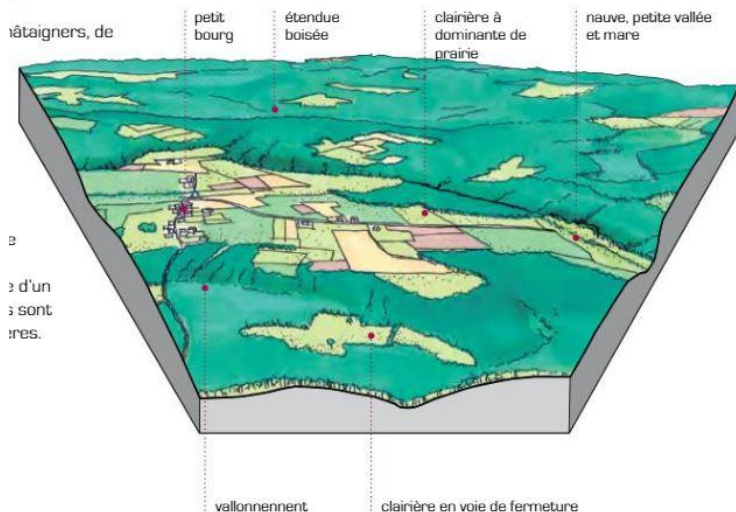 petit
bourg
étendue
boisée
clairière à
dominante de
prairie
nauve, petite vallée
et mare
hâtaigners, de
e
e d'un
s sont
ères.
vallonnennent
clairière en voie de fermeture